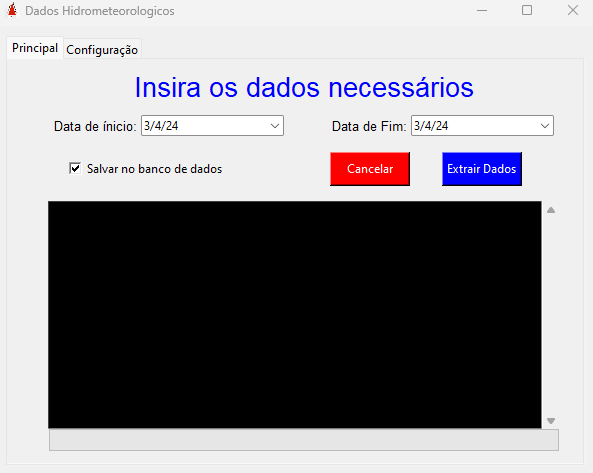 Dados Hidrometeorologicos
Principal Configuração
Insira os dados necessários
Data de ínicio: 3/4/24 Data de Fim: 3/4/24
Salvar no banco de dados Cancelar Extrair Dados